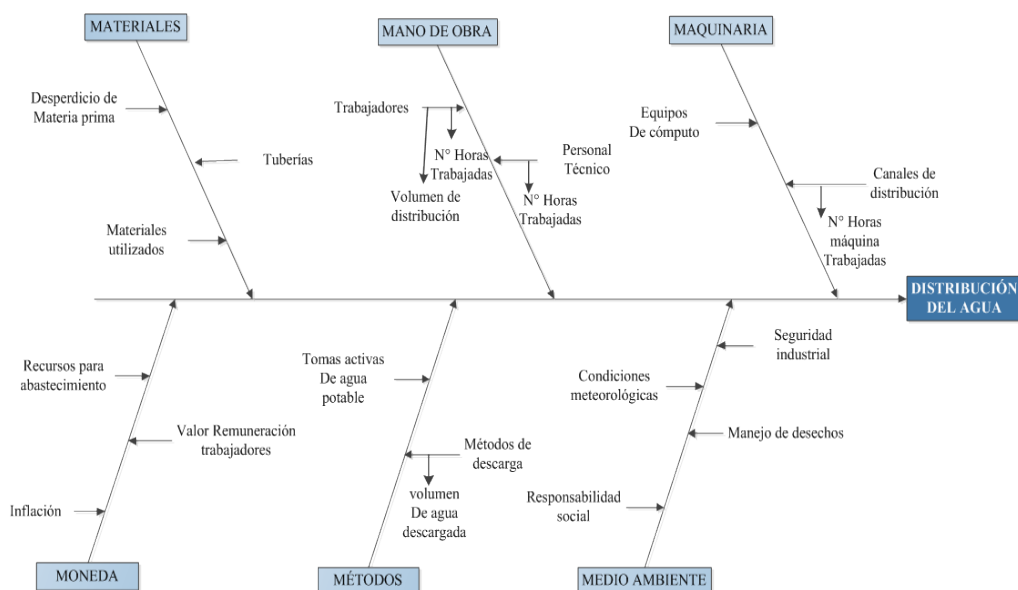 MATERIALES
Desperdicio de
Materia prima
Tuberías
Materiales
utilizados
MANO DE OBRA
Trabajadores
N° Horas
Trabajadas
Volumen de
distribución
Personal
Técnico
N° Horas
Trabajadas
MAQUINARIA
Equipos
De cómputo
Canales de
distribución
N° Horas
máquina
Trabajadas
DISTRIBUCIÓN
DEL AGUA
Recursos para
abastecimiento
Valor Remuneración
trabajadores
Inflación
MONEDA
Tomas activas
De agua
potable
Métodos de
descarga
volumen
De agua
descargada
MÉTODOS
Seguridad
industrial
Condiciones
meteorológicas
Manejo de desechos
Responsabilidad
social
MEDIO AMBIENTE